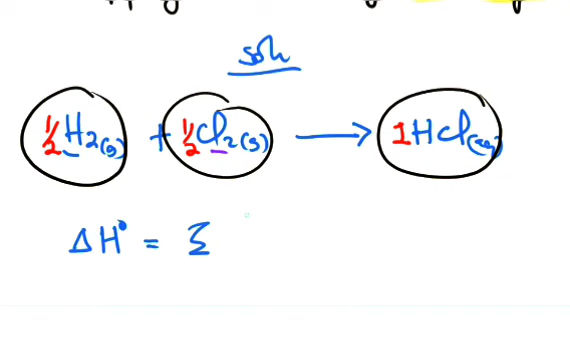 soln
½H2(g) + ½Cl2(g) → 1HCl(aq)
ΔH° = Σ